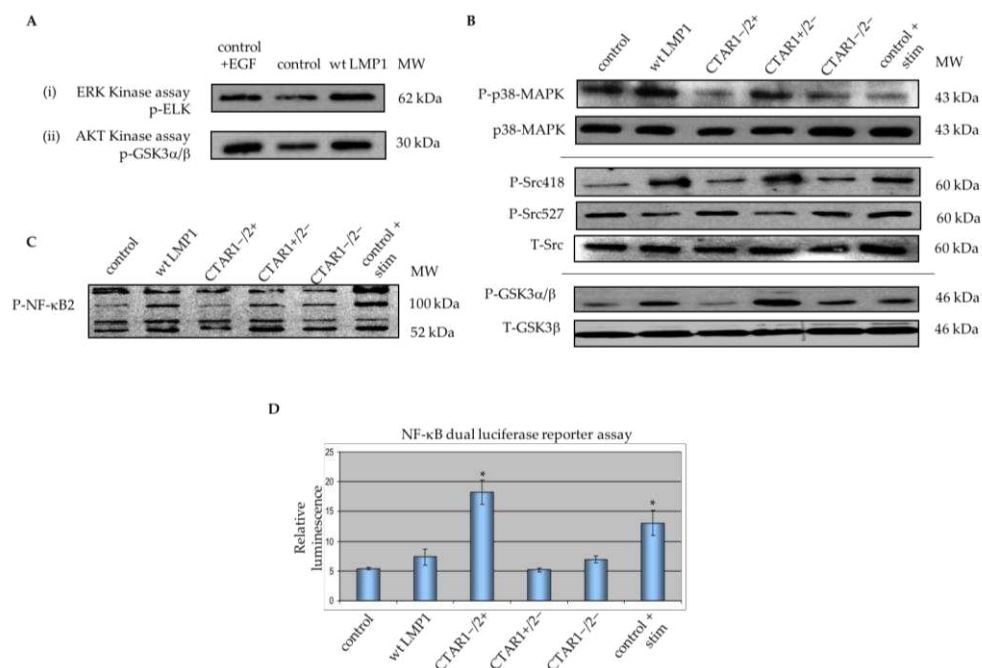 A
control
+EGF control wt LMP1 MW
(i) ERK Kinase assay
p-ELK
62 kDa
(ii) AKT Kinase assay
p-GSK3α/β
30 kDa
B
control
wt LMP1
CTAR1−/2+
CTAR1+/2−
CTAR1−/2−
control +
stim
MW
P-p38-MAPK 43 kDa
p38-MAPK 43 kDa
P-Src418 60 kDa
P-Src527 60 kDa
T-Src 60 kDa
P-GSK3α/β 46 kDa
T-GSK3β 46 kDa
C
control
wt LMP1
CTAR1−/2+
CTAR1+/2−
CTAR1−/2−
control +
stim
MW
P-NF-κB2 100 kDa
52 kDa
D
NF-κB dual luciferase reporter assay
Relative
luminescence
25
20
15
10
5
0
*
*
control
wt LMP1
CTAR1−/2+
CTAR1+/2−
CTAR1−/2−
control +
stim